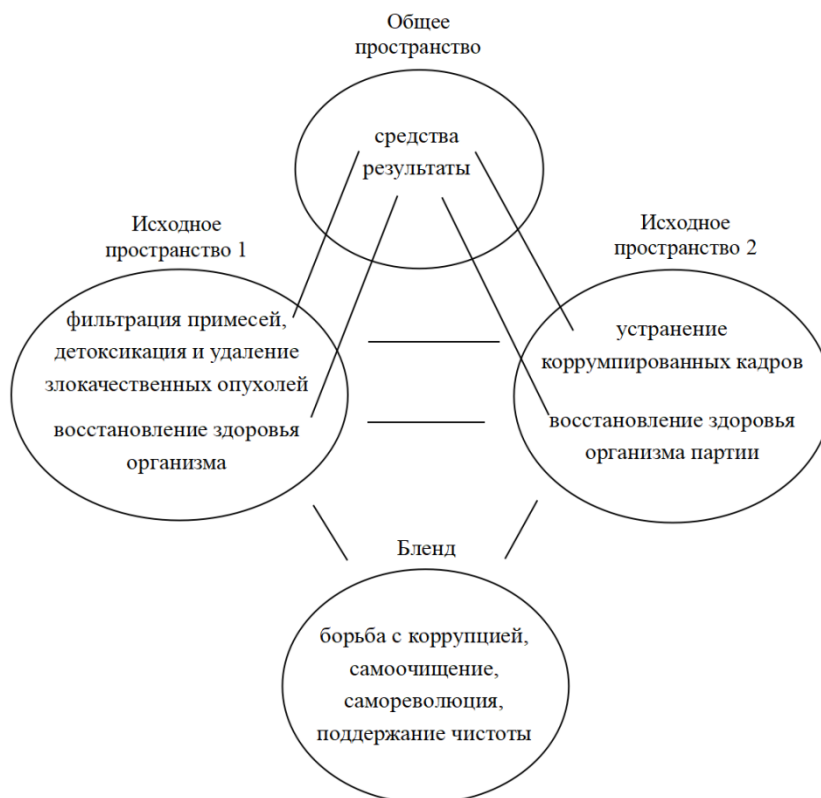 Общее
пространство
средства
результаты
Исходное
пространство 1
фильтрация примесей,
детоксикация и удаление
злокачественных опухолей
восстановление здоровья
организма
Исходное
пространство 2
устранение
коррумпированных кадров
восстановление здоровья
организма партии
Бленд
борьба с коррупцией,
самоочищение,
самореволюция,
поддержание чистоты